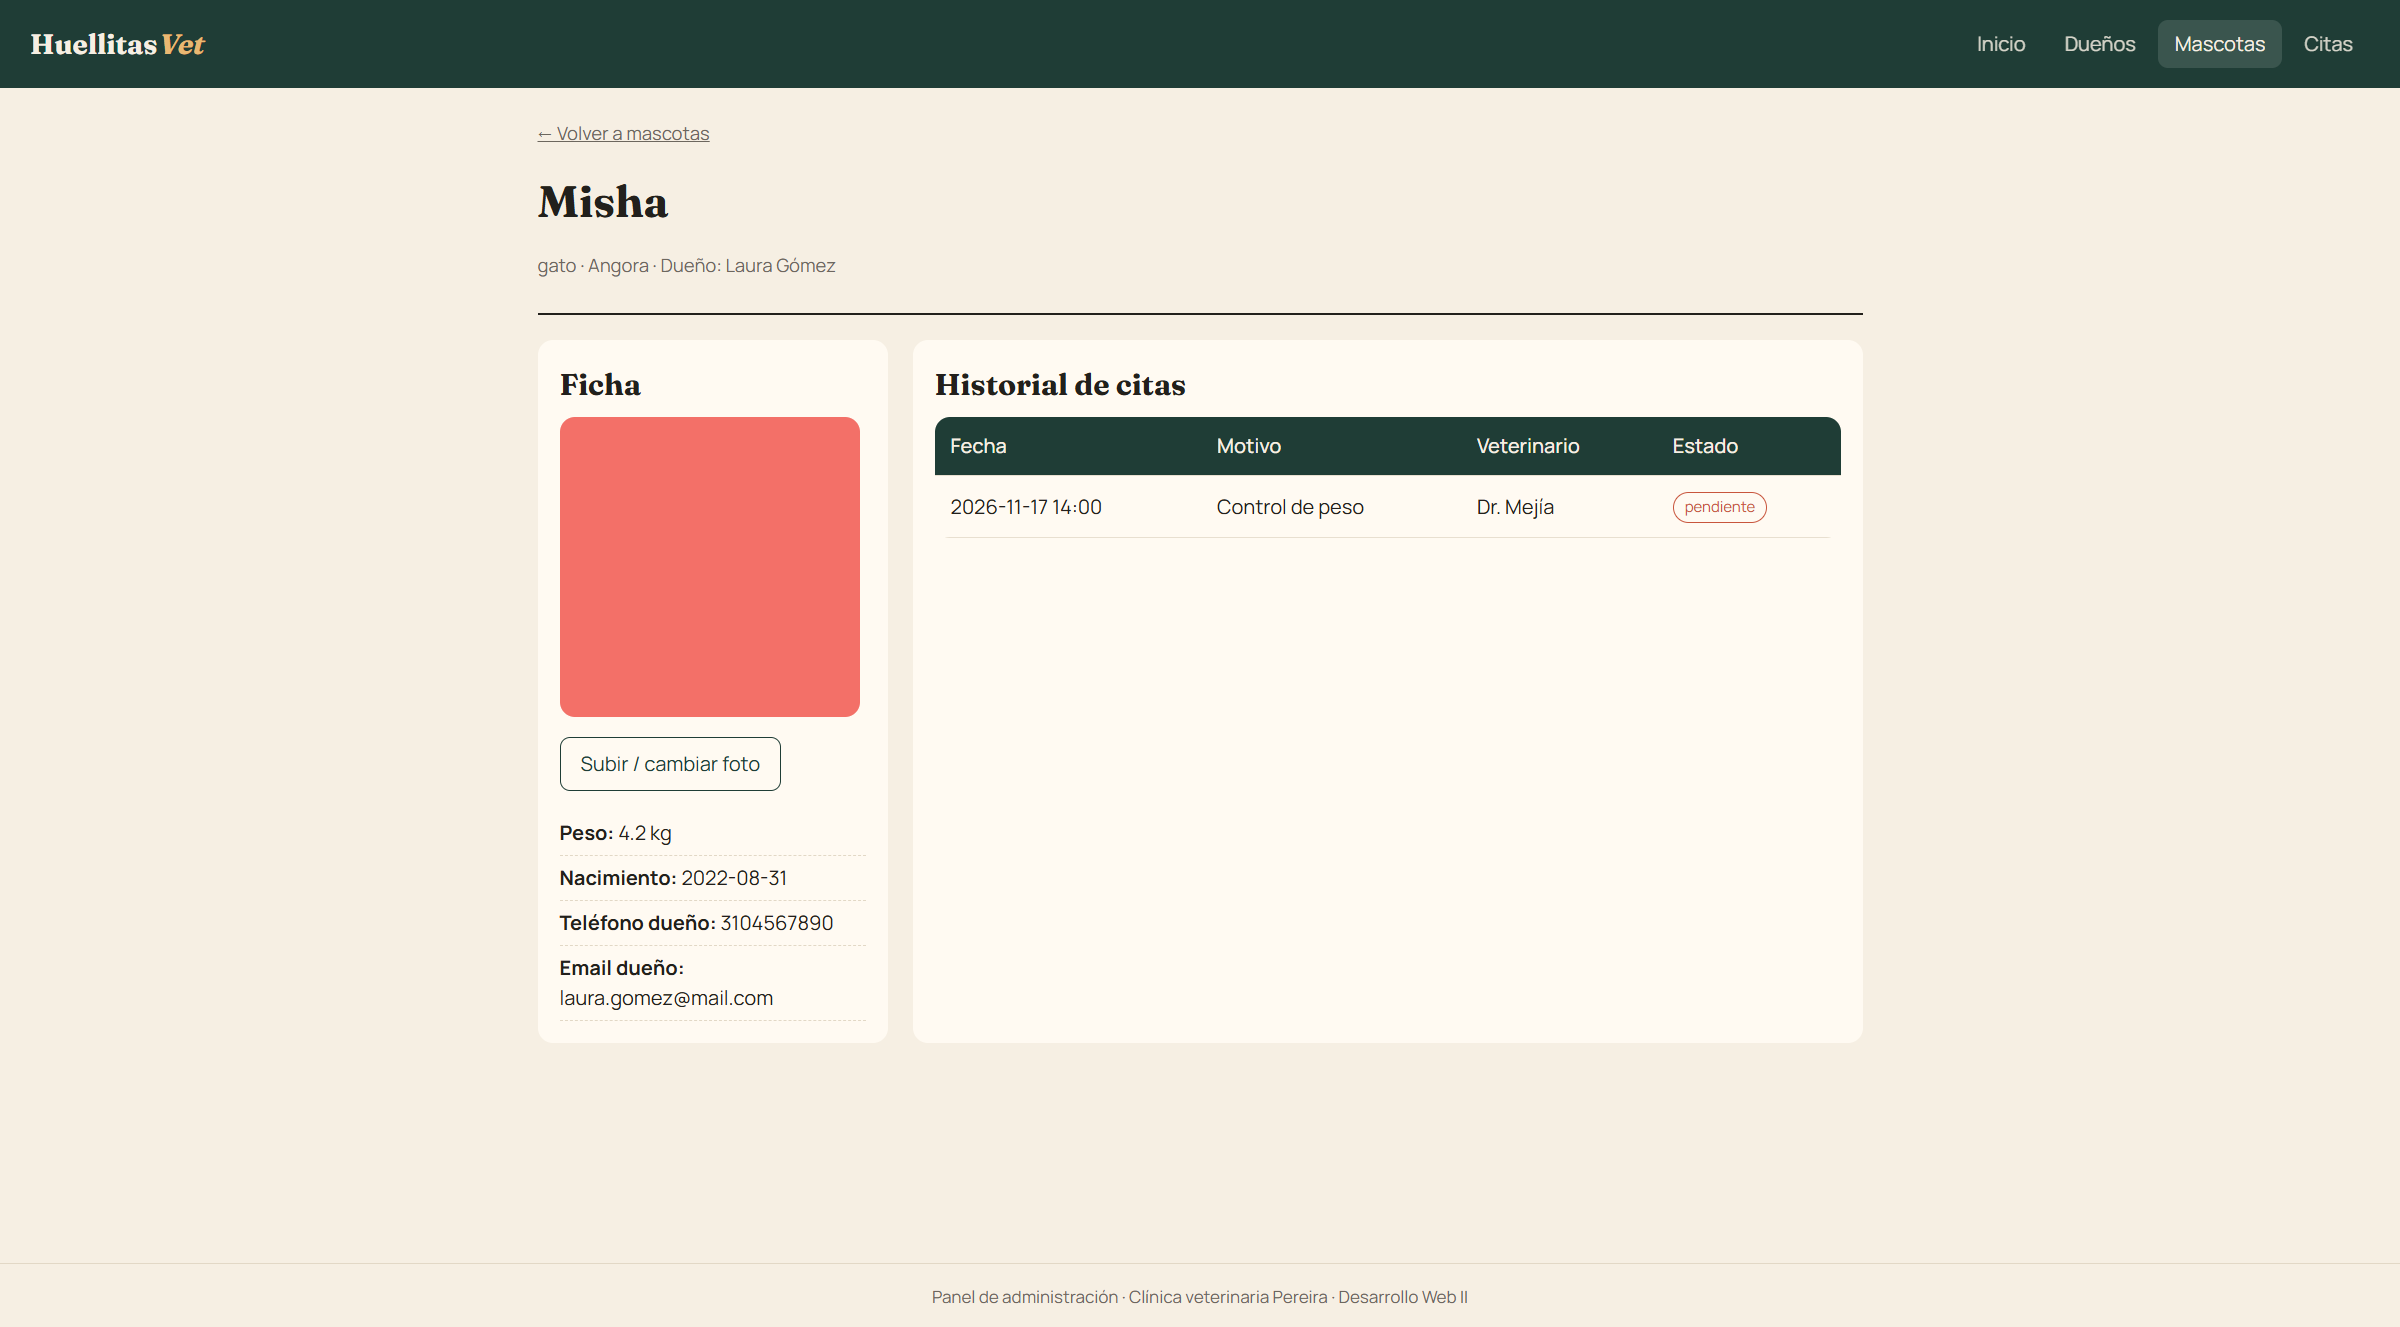 HuellitasVet
Inicio Dueños Mascotas Citas
← Volver a mascotas
Misha
gato · Angora · Dueño: Laura Gómez
Ficha
Subir / cambiar foto
Peso: 4.2 kg
Nacimiento: 2022-08-31
Teléfono dueño: 3104567890
Email dueño:
laura.gomez@mail.com
Historial de citas
Fecha Motivo Veterinario Estado
2026-11-17 14:00 Control de peso Dr. Mejía pendiente
Panel de administración · Clínica veterinaria Pereira · Desarrollo Web II